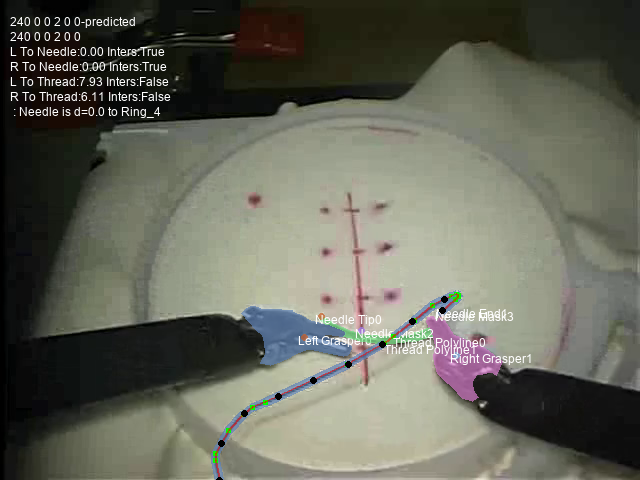 240 0 0 2 0 0-predicted
240 0 0 2 0 0
L To Needle:0.00 Inters:True
R To Needle:0.00 Inters:True
L To Thread:7.93 Inters:False
R To Thread:6.11 Inters:False
: Needle is d=0.0 to Ring_4
Needle End1
Needle Mask3
Needle Tip0
Needle Mask2
Left Grasper0
Thread Polyline0
Thread Polyline1
Right Grasper1